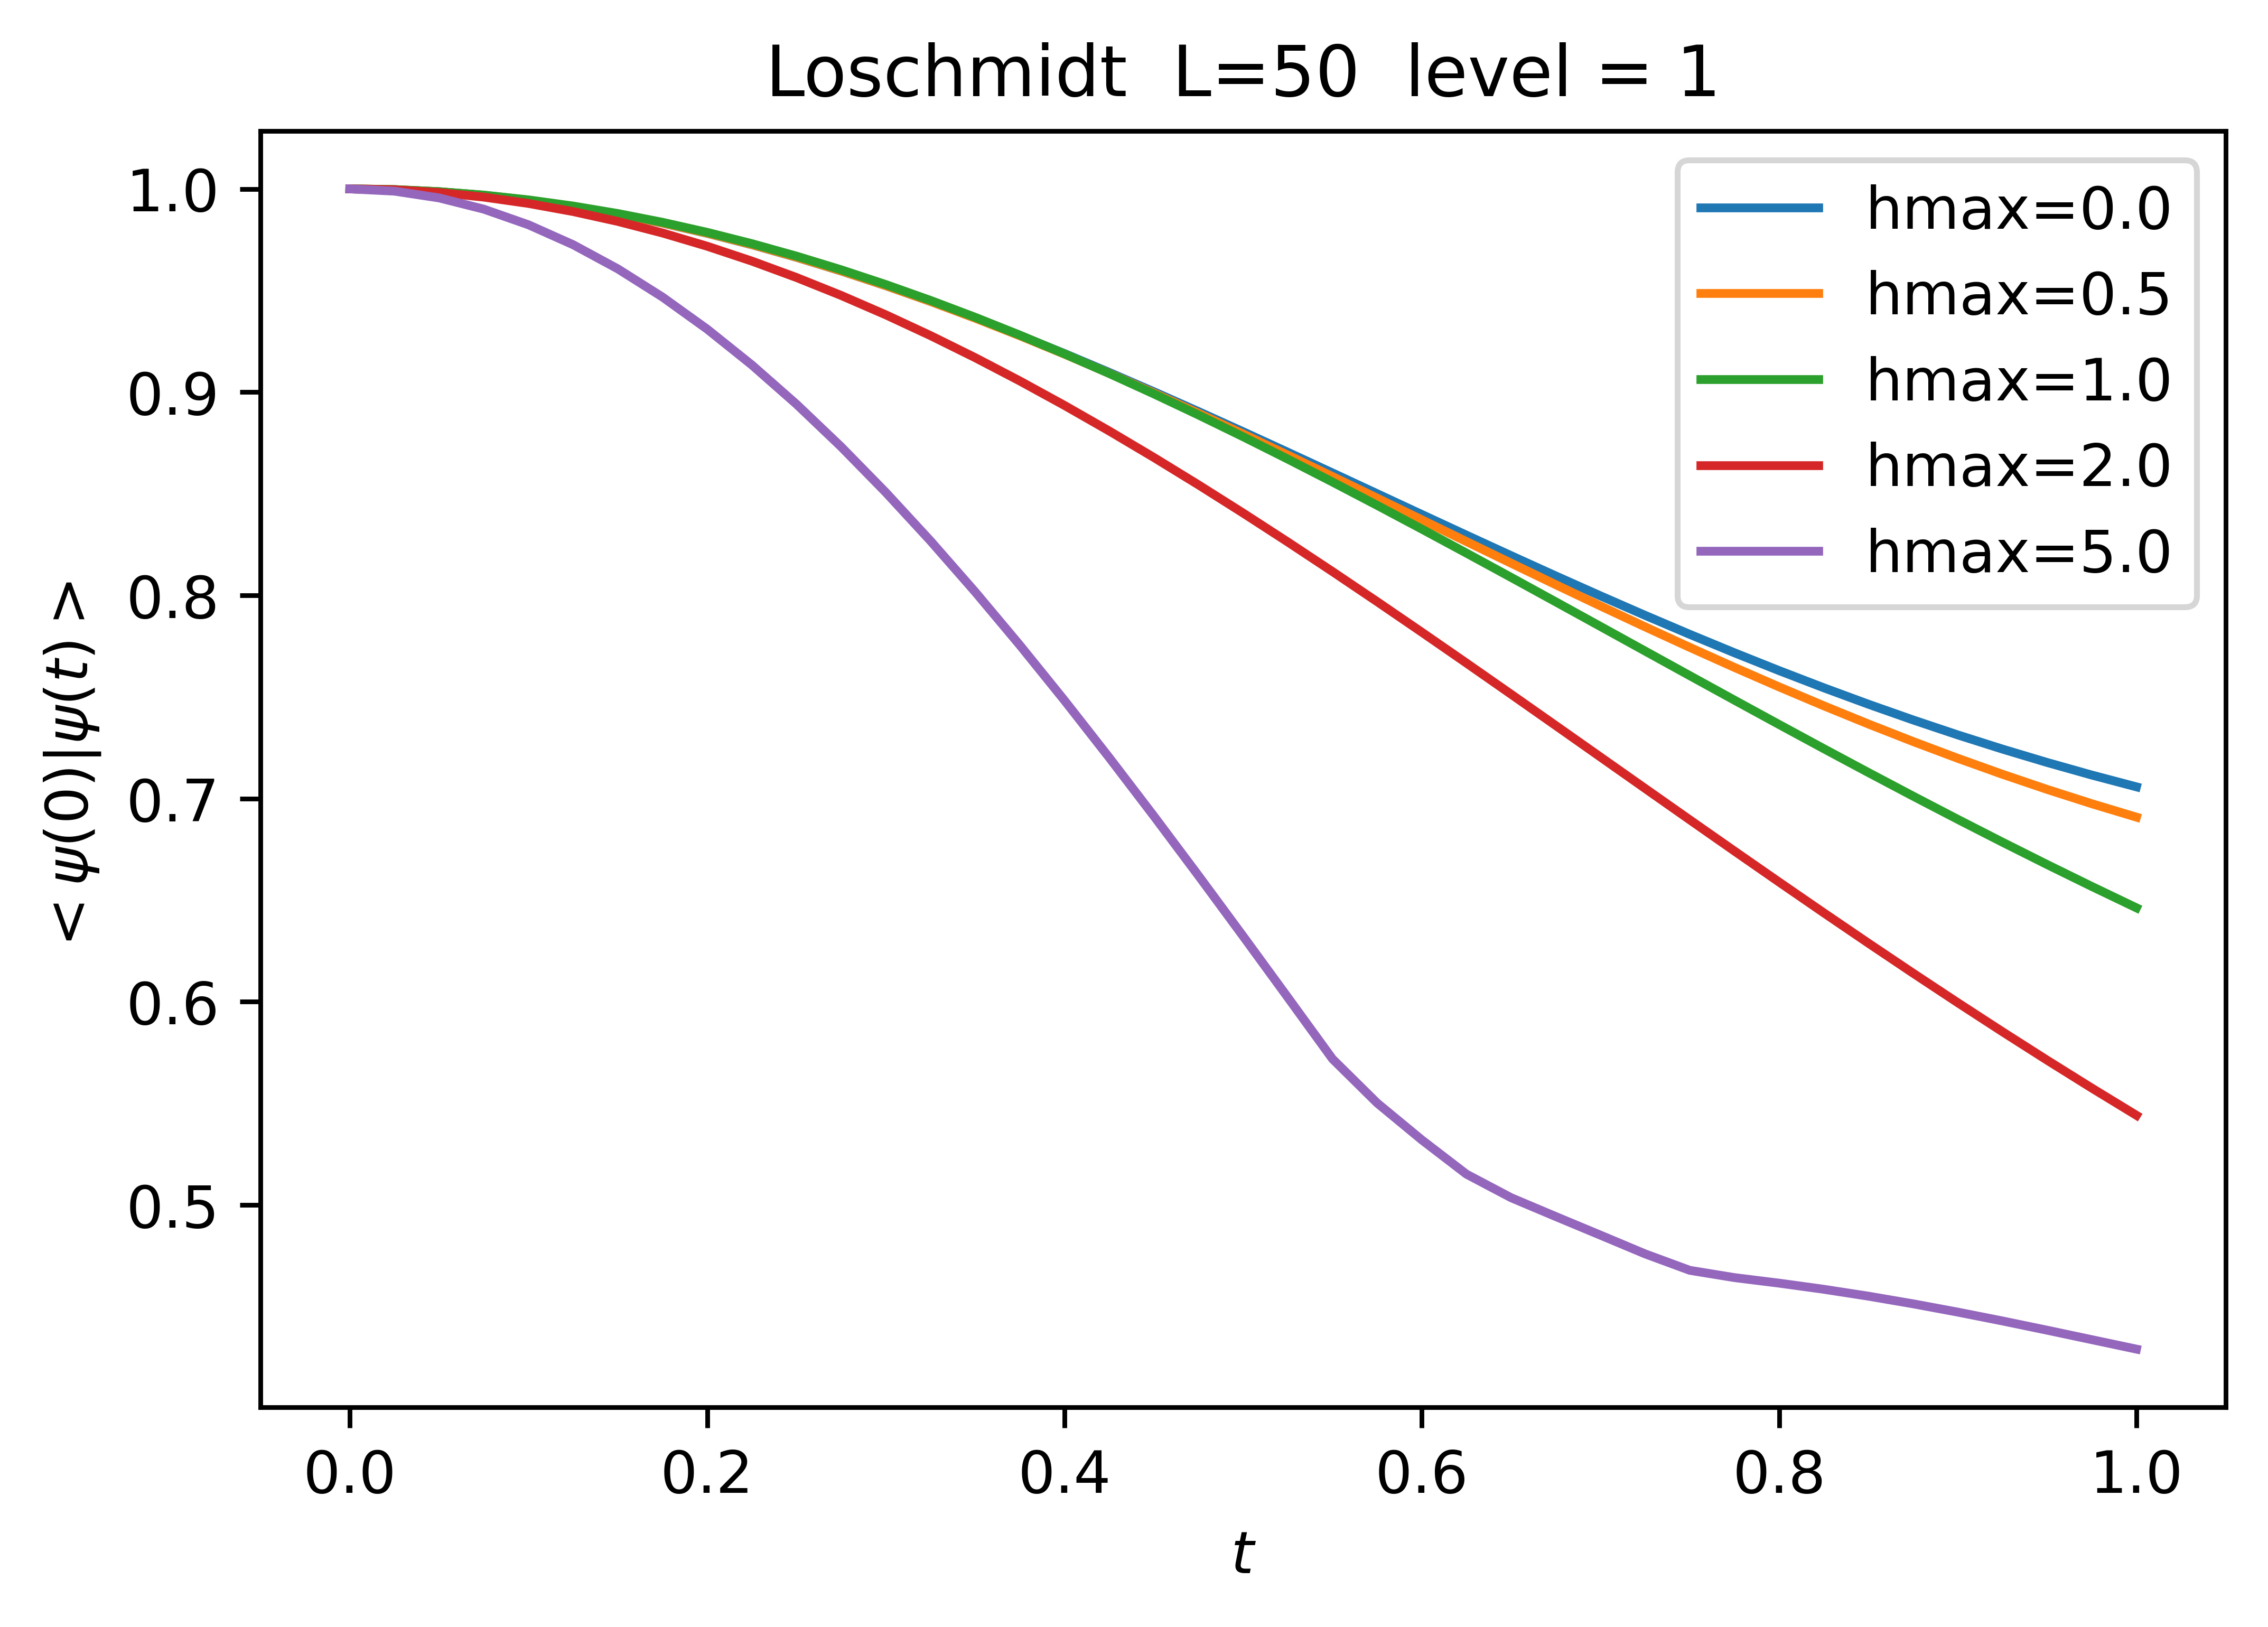 Loschmidt  L=50  level = 1
< ψ(0)|ψ(t) >
1.0
0.9
0.8
0.7
0.6
0.5
hmax=0.0
hmax=0.5
hmax=1.0
hmax=2.0
hmax=5.0
0.0 0.2 0.4 0.6 0.8 1.0
t